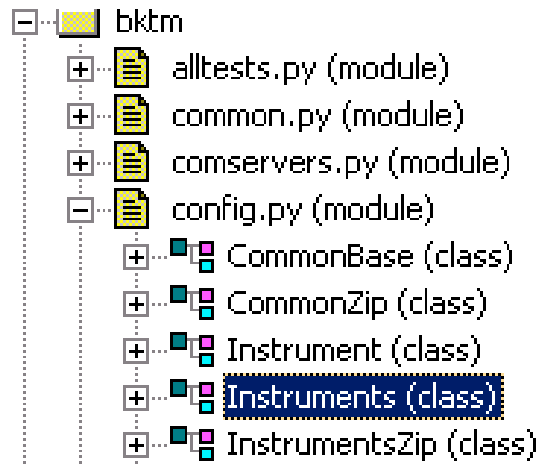 bktm
alltests.py (module)
common.py (module)
comservers.py (module)
config.py (module)
CommonBase (class)
CommonZip (class)
Instrument (class)
Instruments (class)
InstrumentsZip (class)